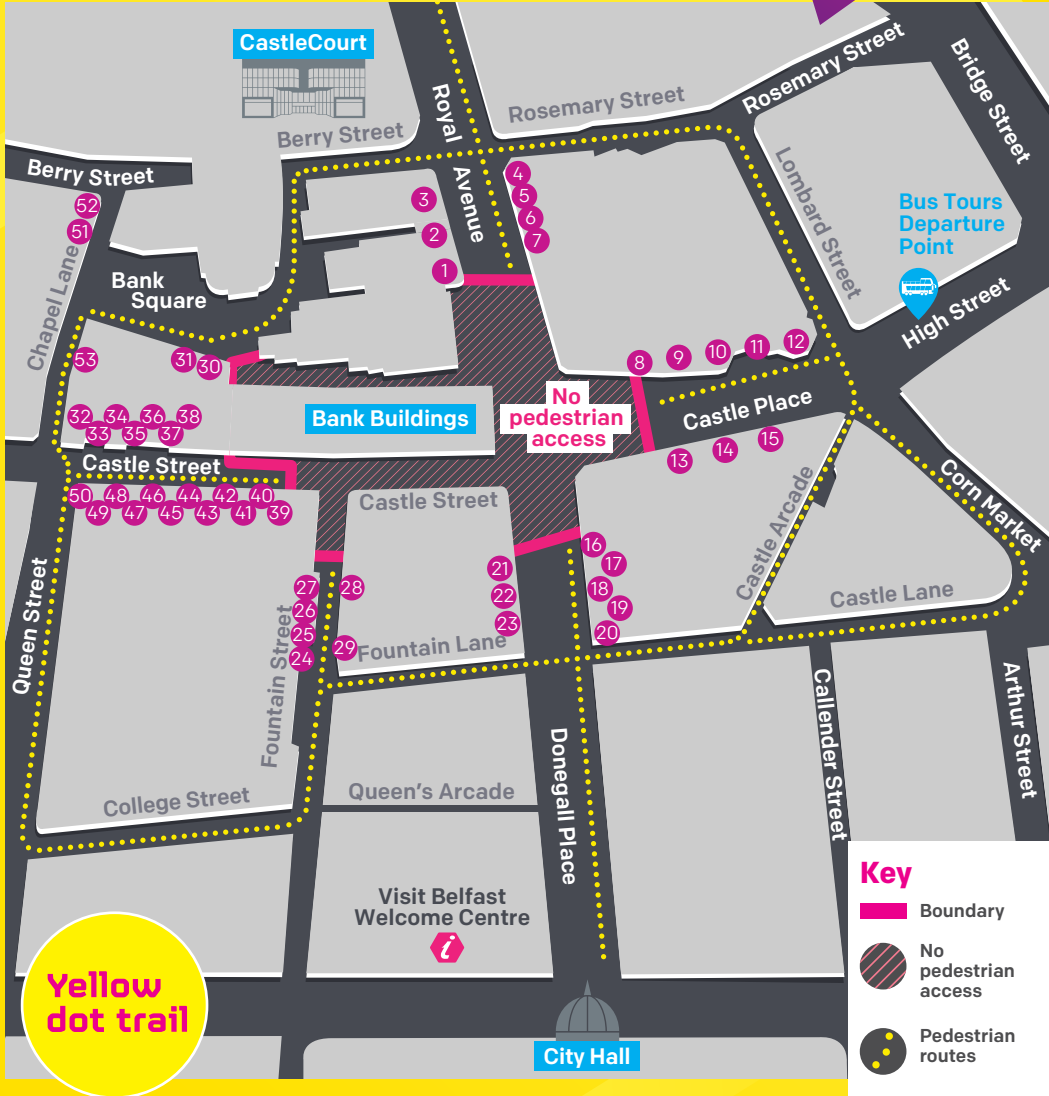 CastleCourt
Royal
Avenue
Rosemary Street
Rosemary Street
Bridge Street
Berry Street
Berry Street
Lombard Street
Bus Tours
Departure
Point
High Street
52
51
4
5
6
7
3
2
1
Chapel Lane
Bank
Square
53
31
30
8
9
10
11
12
32
34
36
38
33
35
37
Bank Buildings
No
pedestrian
access
Castle Place
13
14
15
Castle Street
Castle Street
50
48
46
44
42
40
49
47
45
43
41
39
Castle Arcade
Corn Market
Castle Lane
16
17
18
19
20
21
22
23
27
28
26
25
24
29
Fountain Lane
Fountain Street
Queen Street
College Street
Queen's Arcade
Donegall Place
Callender Street
Arthur Street
Visit Belfast
Welcome Centre
i
City Hall
Yellow
dot trail
Key
Boundary
No
pedestrian
access
Pedestrian
routes